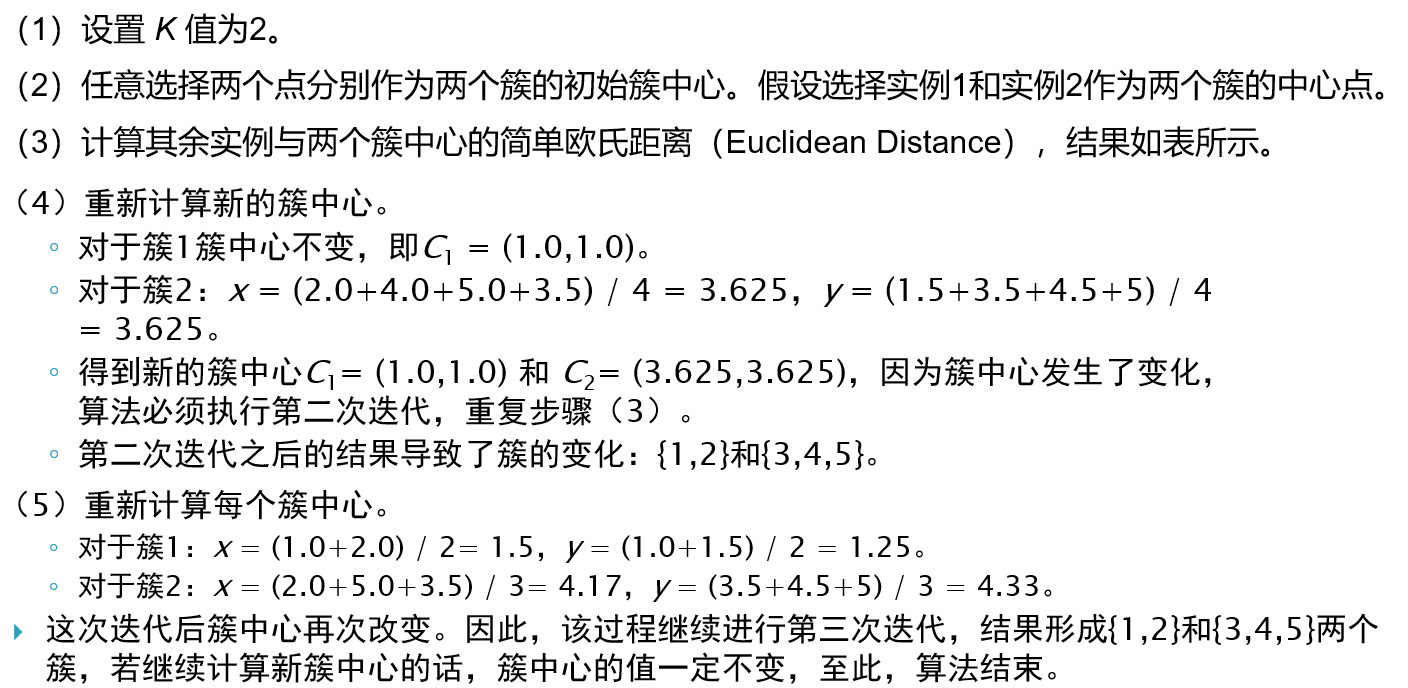 (1) 设置 K 值为2。
(2) 任意选择两个点分别作为两个簇的初始簇中心。假设选择实例1和实例2作为两个簇的中心点。
(3) 计算其余实例与两个簇中心的简单欧氏距离（Euclidean Distance），结果如表所示。
（4）重新计算新的簇中心。
◦ 对于簇1簇中心不变，即C1 = (1.0,1.0)。
◦ 对于簇2：x = (2.0+4.0+5.0+3.5) / 4 = 3.625，y = (1.5+3.5+4.5+5) / 4
= 3.625。
◦ 得到新的簇中心C1= (1.0,1.0) 和 C2= (3.625,3.625)，因为簇中心发生了变化，
算法必须执行第二次迭代，重复步骤（3）。
◦ 第二次迭代之后的结果导致了簇的变化：{1,2}和{3,4,5}。
（5）重新计算每个簇中心。
◦ 对于簇1：x = (1.0+2.0) / 2= 1.5，y = (1.0+1.5) / 2 = 1.25。
◦ 对于簇2：x = (2.0+5.0+3.5) / 3= 4.17，y = (3.5+4.5+5) / 3 = 4.33。
这次迭代后簇中心再次改变。因此，该过程继续进行第三次迭代，结果形成{1,2}和{3,4,5}两个
簇，若继续计算新簇中心的话，簇中心的值一定不变，至此，算法结束。